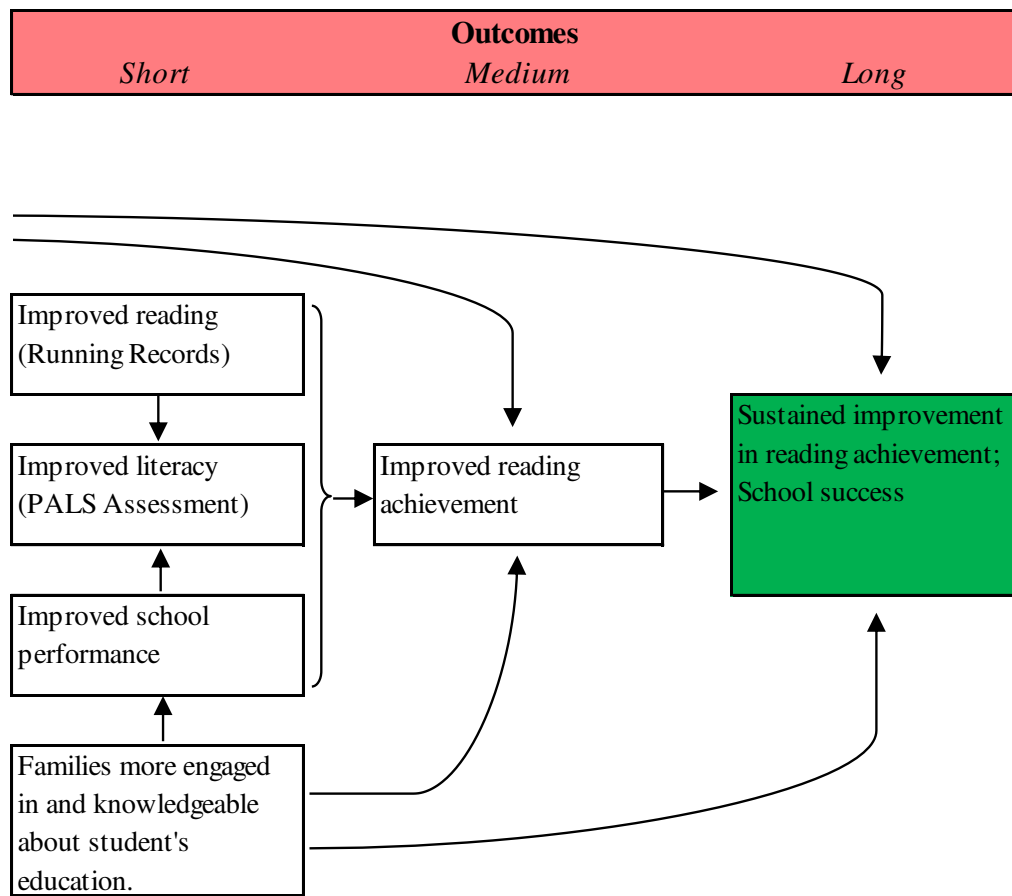 Outcomes
Short Medium Long
Improved reading
(Running Records)
Improved literacy
(PALS Assessment)
Improved school
performance
Families more engaged
in and knowledgeable
about student's
education.
Improved reading
achievement
Sustained improvement
in reading achievement;
School success